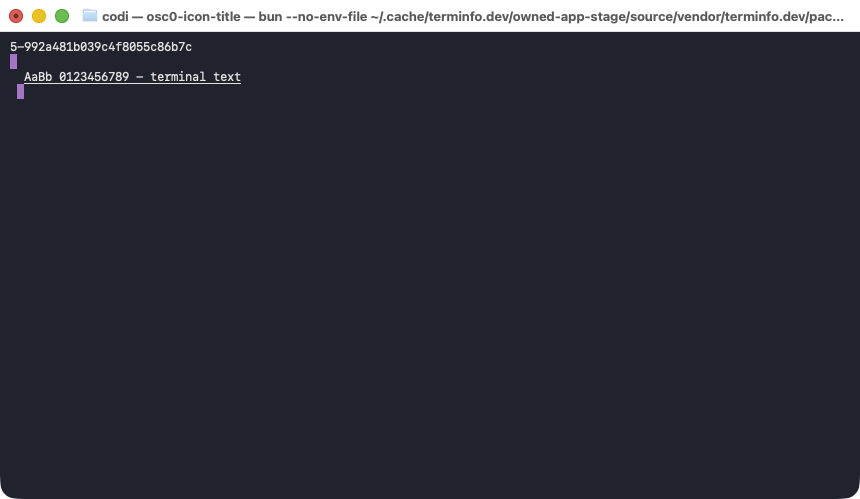 codi — osc0-icon-title — bun --no-env-file ~/.cache/terminfo.dev/owned-app-stage/source/vendor/terminfo.dev/pac...
5-992a481b039c4f8055c86b7c
AaBb 0123456789 — terminal text